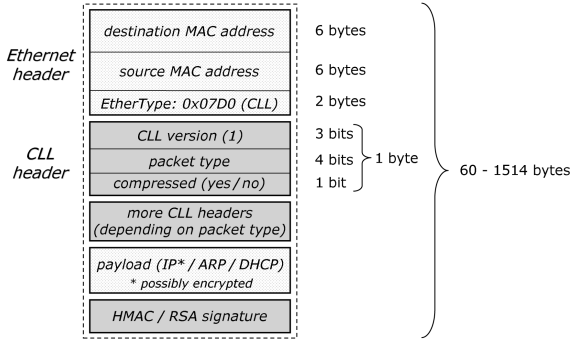 Ethernet
header
destination MAC address
6 bytes
source MAC address
6 bytes
EtherType: 0x07D0 (CLL)
2 bytes
CLL
header
CLL version (1)
3 bits
packet type
4 bits
compressed (yes / no)
1 bit
1 byte
60 - 1514 bytes
more CLL headers
(depending on packet type)
payload (IP* / ARP / DHCP)
* possibly encrypted
HMAC / RSA signature